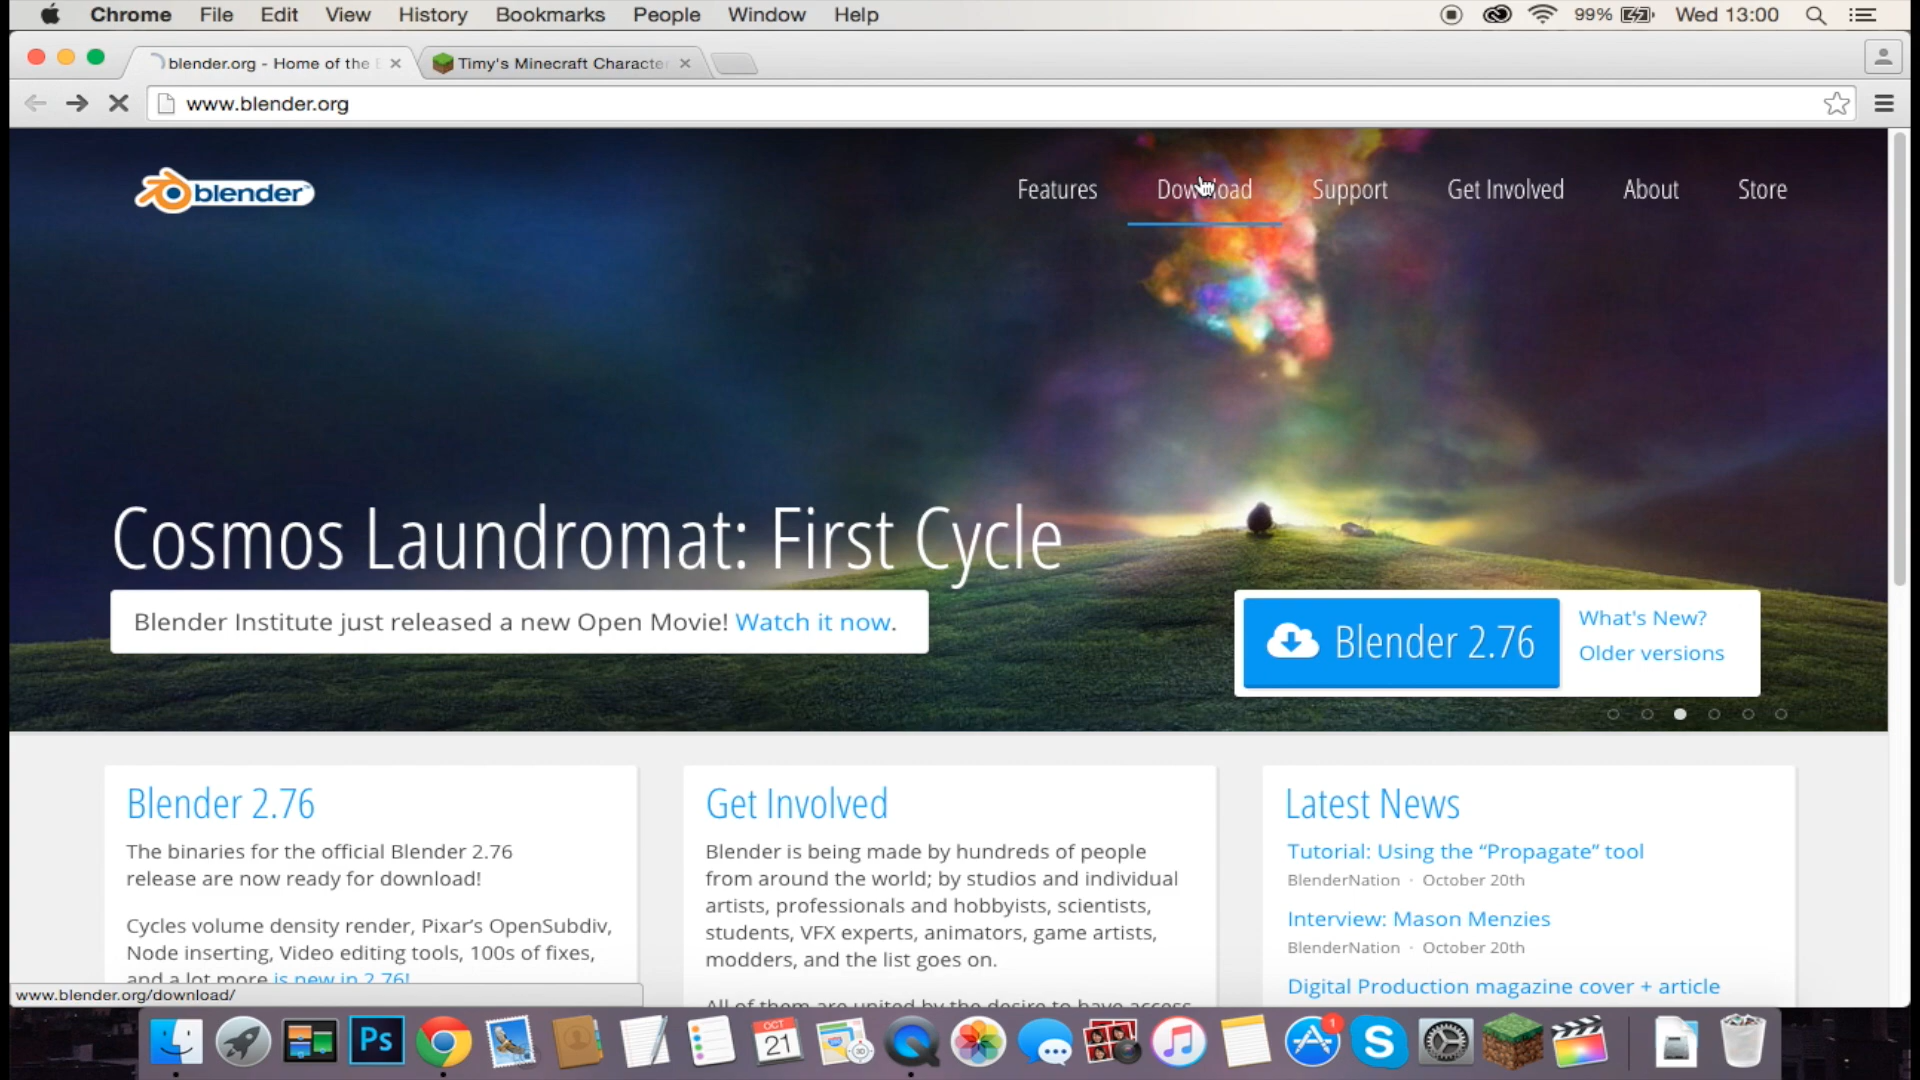 Chrome File Edit View History Bookmarks People Window Help 99% Wed 13:00
blender.org - Home of the
Timy's Minecraft Character
www.blender.org
blender
Features Download Support Get Involved About Store
Cosmos Laundromat: First Cycle
Blender Institute just released a new Open Movie! Watch it now.
Blender 2.76
What's New?
Older versions
Blender 2.76
The binaries for the official Blender 2.76
release are now ready for download!
Cycles volume density render, Pixar's OpenSubdiv,
Node inserting, Video editing tools, 100s of fixes,
and a lot more is new in 2.76!
Get Involved
Blender is being made by hundreds of people
from around the world; by studios and individual
artists, professionals and hobbyists, scientists,
students, VFX experts, animators, game artists,
modders, and the list goes on.
All of them are united by the desire to have access
Latest News
Tutorial: Using the “Propagate” tool
BlenderNation · October 20th
Interview: Mason Menzies
BlenderNation · October 20th
Digital Production magazine cover + article
www.blender.org/download/
Ps
OCT
21
30
1
S